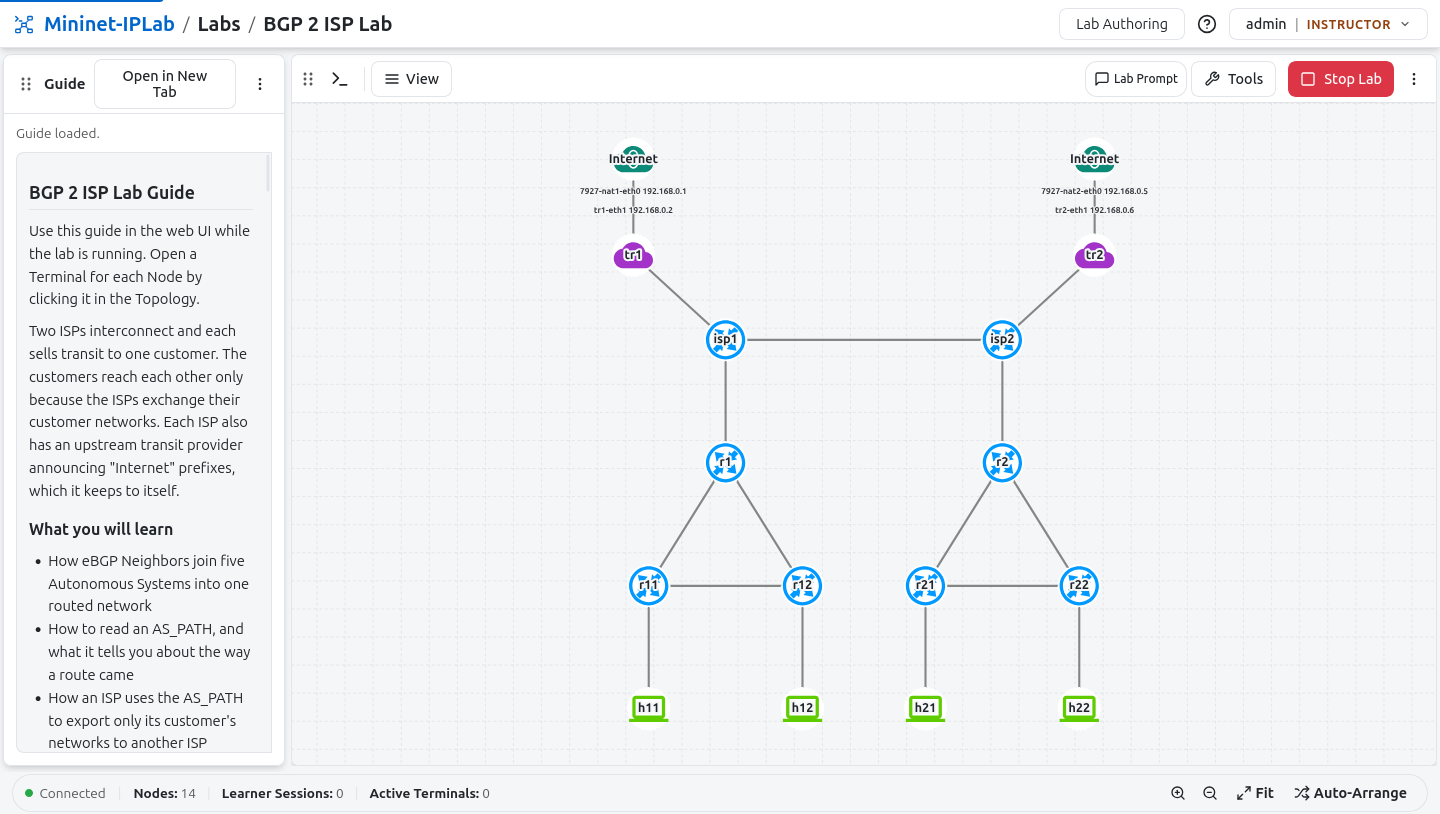 Mininet-IPLab / Labs / BGP 2 ISP Lab
Lab Authoring
admin | INSTRUCTOR
Guide
Open in New Tab
Guide loaded.
BGP 2 ISP Lab Guide
Use this guide in the web UI while
the lab is running. Open a
Terminal for each Node by
clicking it in the Topology.
Two ISPs interconnect and each
sells transit to one customer. The
customers reach each other only
because the ISPs exchange their
customer networks. Each ISP also
has an upstream transit provider
announcing "Internet" prefixes,
which it keeps to itself.
What you will learn
• How eBGP Neighbors join five
Autonomous Systems into one
routed network
• How to read an AS_PATH, and
what it tells you about the way
a route came
• How an ISP uses the AS_PATH
to export only its customer's
networks to another ISP
View
Lab Prompt
Tools
Stop Lab
Internet
Internet
7927-nat1-eth0 192.168.0.1
7927-nat2-eth0 192.168.0.5
tr1-eth1 192.168.0.2
tr2-eth1 192.168.0.6
tr1
tr2
isp1
isp2
r1
r2
r11
r12
r21
r22
h11
h12
h21
h22
Connected
Nodes: 14
Learner Sessions: 0
Active Terminals: 0
Fit
Auto-Arrange